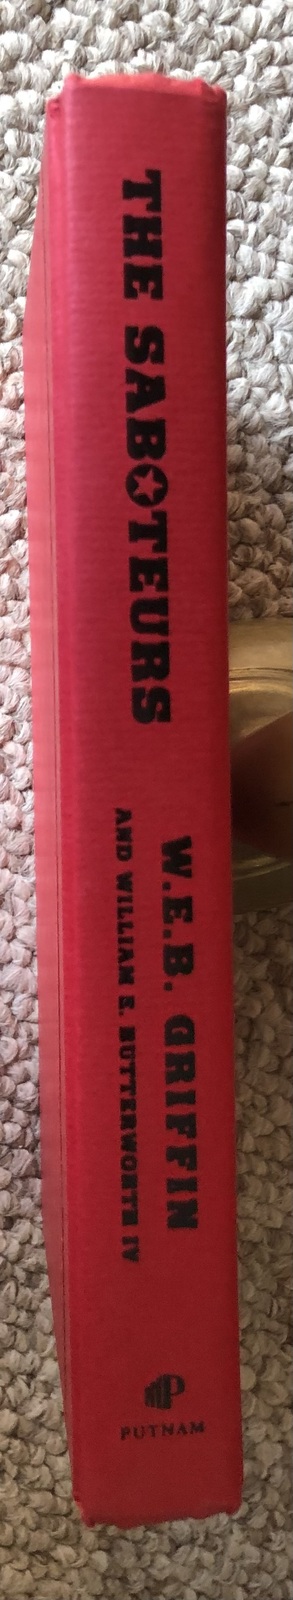 THE SABOTEURS
W.E.B. GRIFFIN
AND WILLIAM E. BUTTERWORTH IV
P
PUTNAM